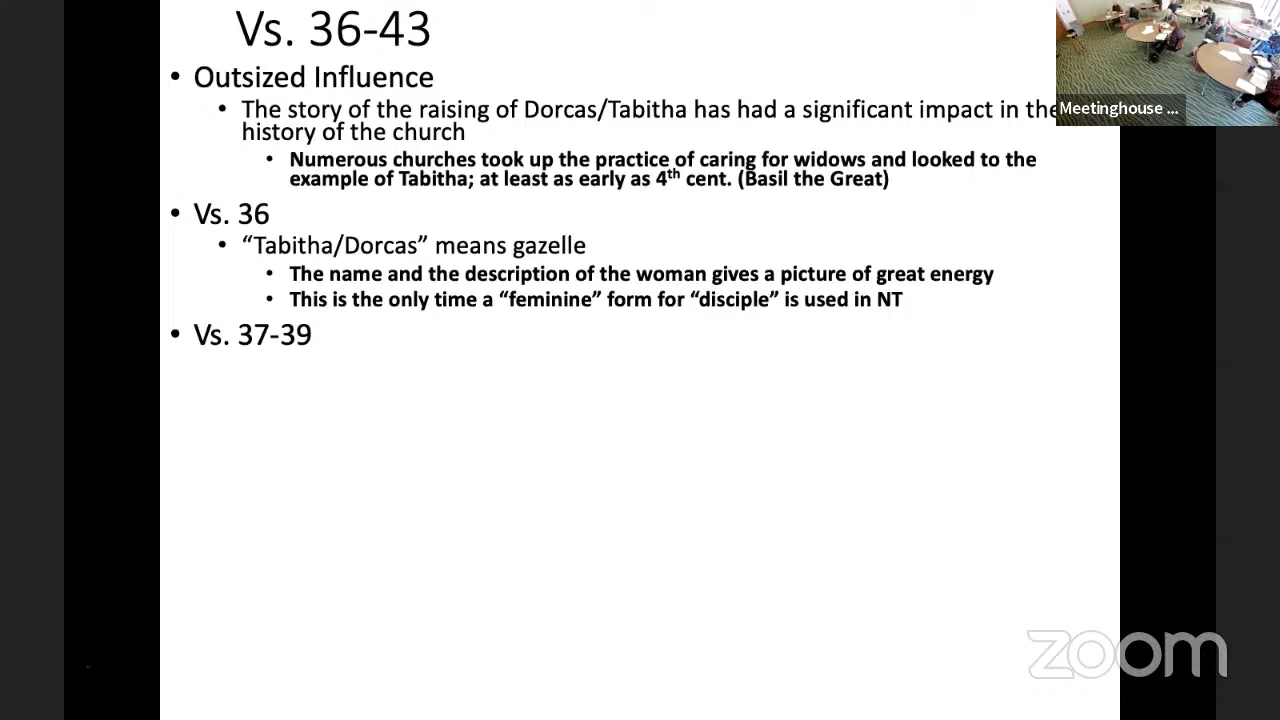 Vs. 36-43
• Outsized Influence
• The story of the raising of Dorcas/Tabitha has had a significant impact in the
history of the church
• Numerous churches took up the practice of caring for widows and looked to the
example of Tabitha; at least as early as 4th cent. (Basil the Great)
• Vs. 36
• “Tabitha/Dorcas” means gazelle
• The name and the description of the woman gives a picture of great energy
• This is the only time a “feminine” form for “disciple” is used in NT
• Vs. 37-39
Meetinghouse ...
zoom